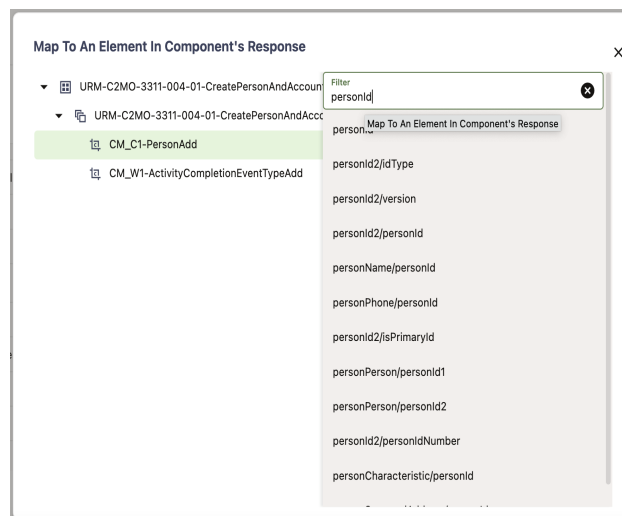 Map To An Element In Component's Response
URM-C2MO-3311-004-01-CreatePersonAndAccoun
URM-C2MO-3311-004-01-CreatePersonAndAcco
CM_C1-PersonAdd
CM_W1-ActivityCompletionEventTypeAdd
Filter
personId
Map To An Element In Component's Response
personId
personId2/idType
personId2/version
personId2/personId
personName/personId
personPhone/personId
personId2/isPrimaryId
personPerson/personId1
personPerson/personId2
personId2/personIdNumber
personCharacteristic/personId